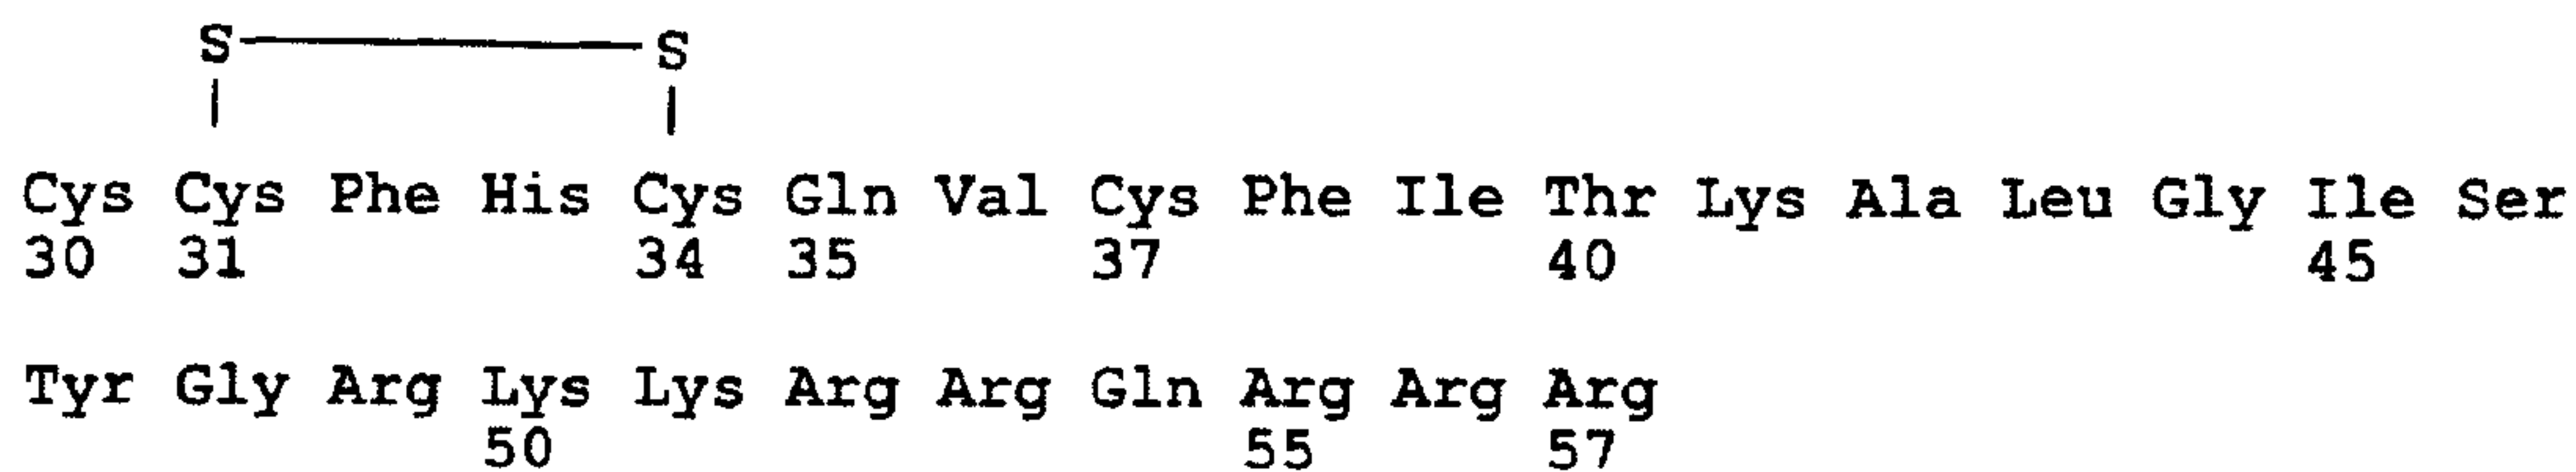 S S
Cys Cys Phe His Cys Gln Val Cys Phe Ile Thr Lys Ala Leu Gly Ile Ser
30 31 34 35 37 40 45
Tyr Gly Arg Lys Lys Arg Arg Gln Arg Arg Arg
50 55 57